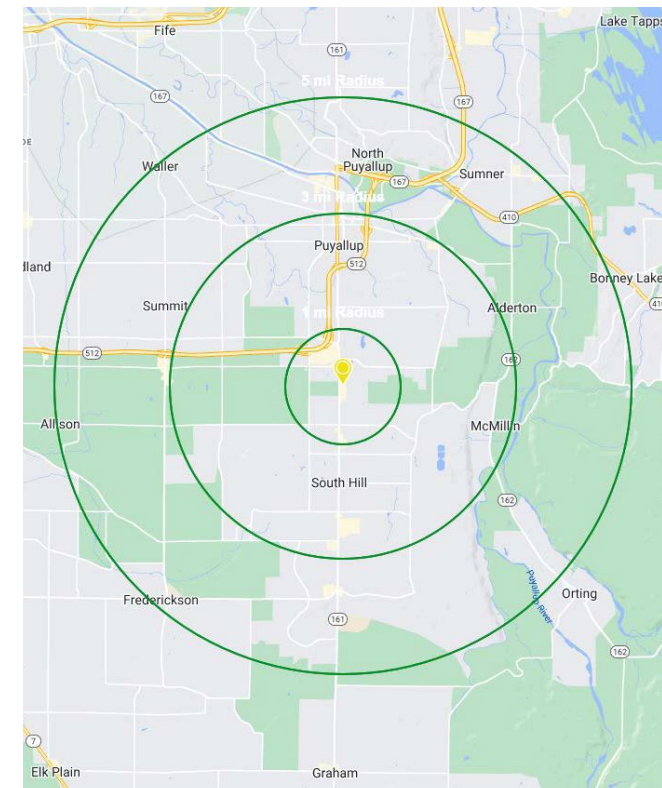 Lake Tapps
Fife
161
5 mi Radius
167
167
DE
Waller
North
Puyallup
167
Sumner
3 mi Radius
410
Puyallup
512
dland
Bonney Lake
Summit
1 mi Radius
Alderton
410
512
162
Allison
McMillin
South Hill
162
Puyallup River
Frederickson
Orting
161
162
7
Elk Plain
Graham